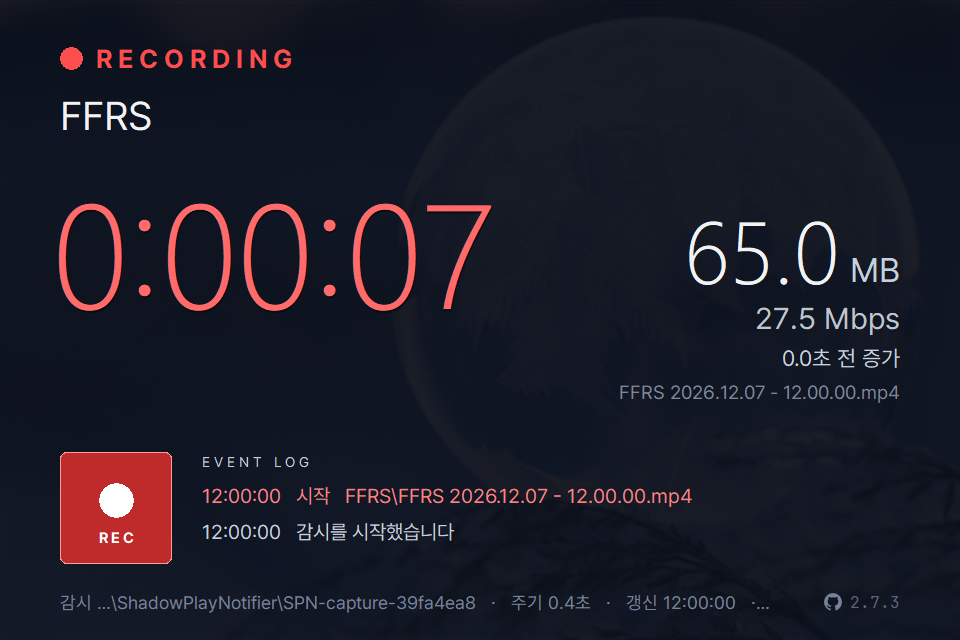 RECORDING
FFRS
0:00:07
65.0 MB
27.5 Mbps
0.0초 전 증가
FFRS 2026.12.07 - 12.00.00.mp4
EVENT LOG
12:00:00 시작 FFRS\FFRS 2026.12.07 - 12.00.00.mp4
12:00:00 감시를 시작했습니다
REC
감시 ...\ShadowPlayNotifier\SPN-capture-39fa4ea8 · 주기 0.4초 · 갱신 12:00:00 ·...
2.7.3